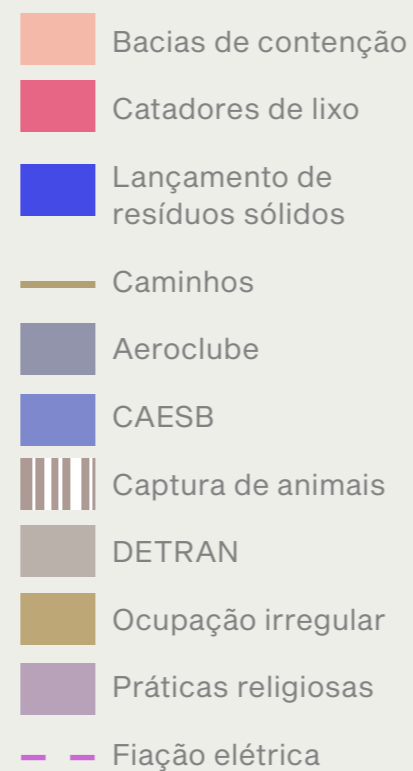 Bacias de contenção
Catadores de lixo
Lançamento de
resíduos sólidos
Caminhos
Aeroclube
CAESB
Captura de animais
DETRAN
Ocupação irregular
Práticas religiosas
Fiação elétrica